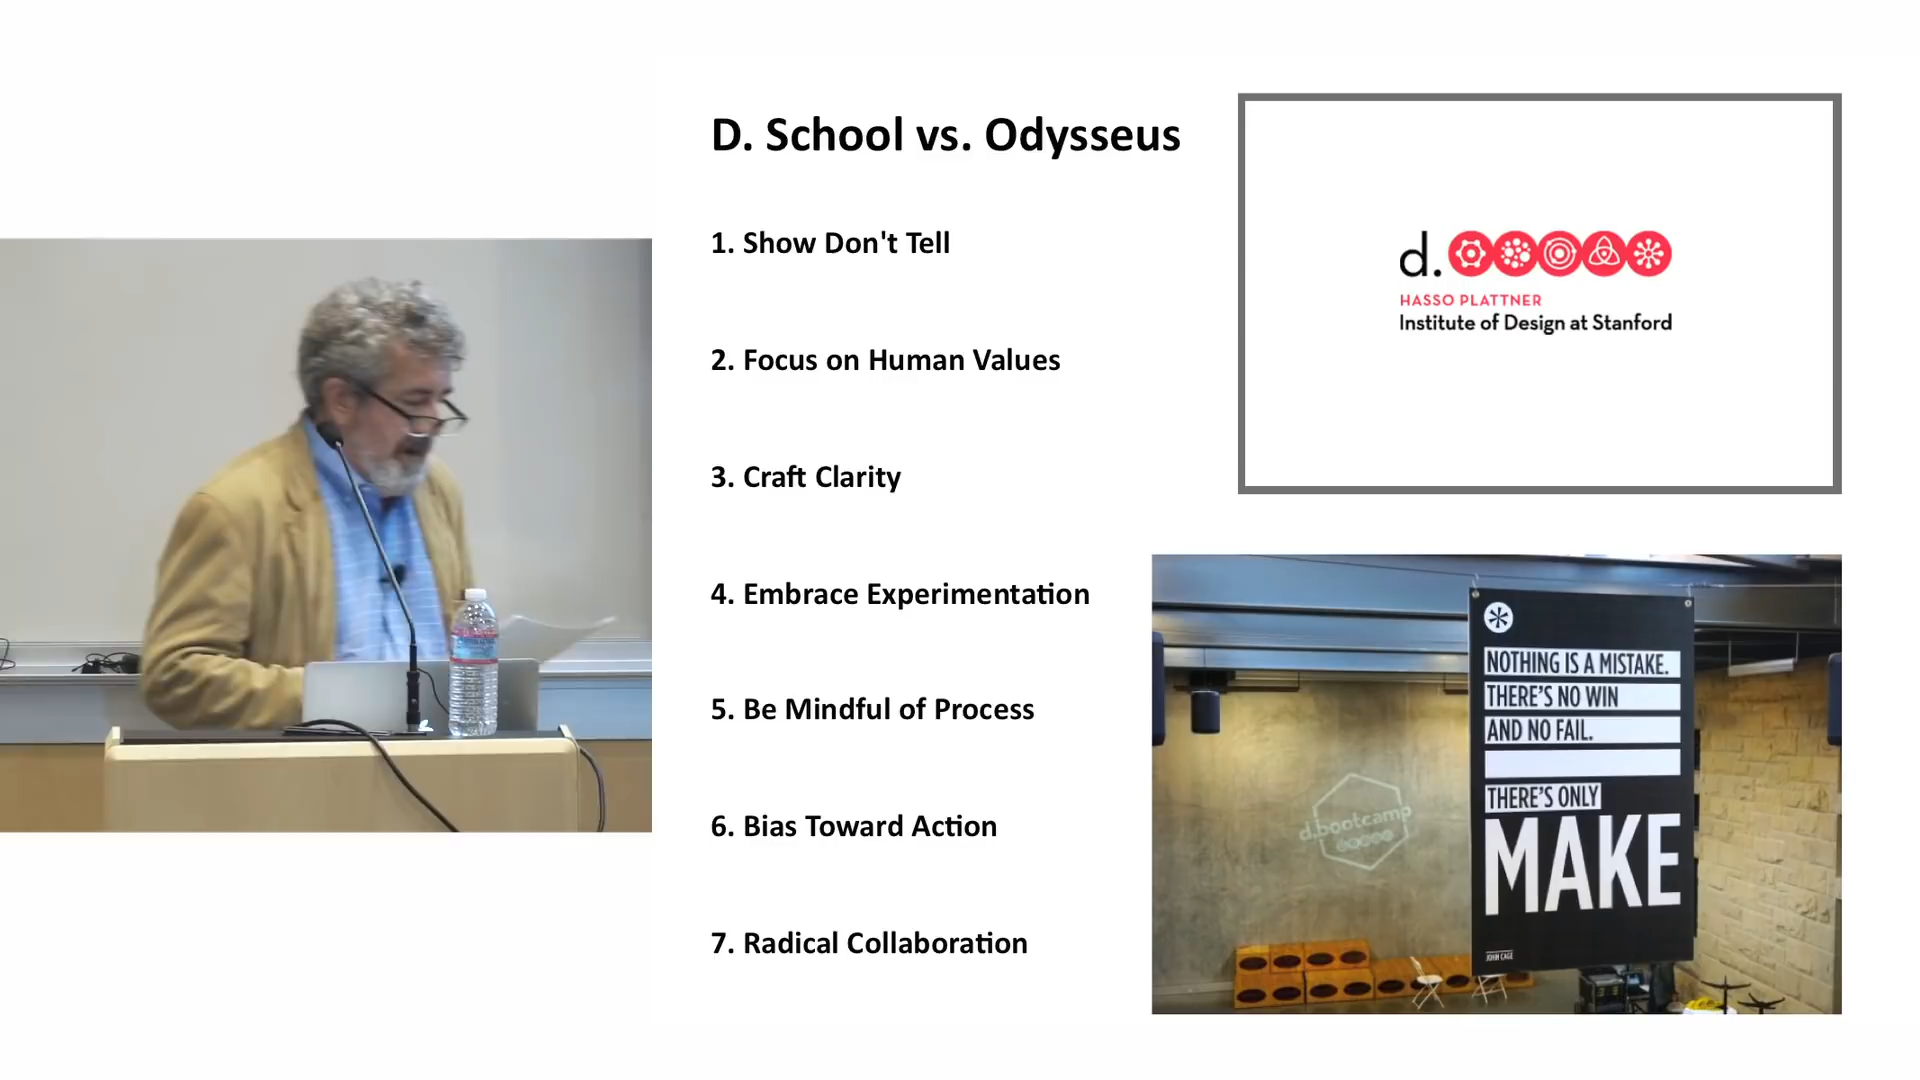 D. School vs. Odysseus
1. Show Don't Tell
2. Focus on Human Values
3. Craft Clarity
4. Embrace Experimentation
5. Be Mindful of Process
6. Bias Toward Action
7. Radical Collaboration
d.
HASSO PLATTNER
Institute of Design at Stanford
d.bootcamp
NOTHING IS A MISTAKE.
THERE'S NO WIN
AND NO FAIL.
THERE'S ONLY
MAKE
JOHN CAGE